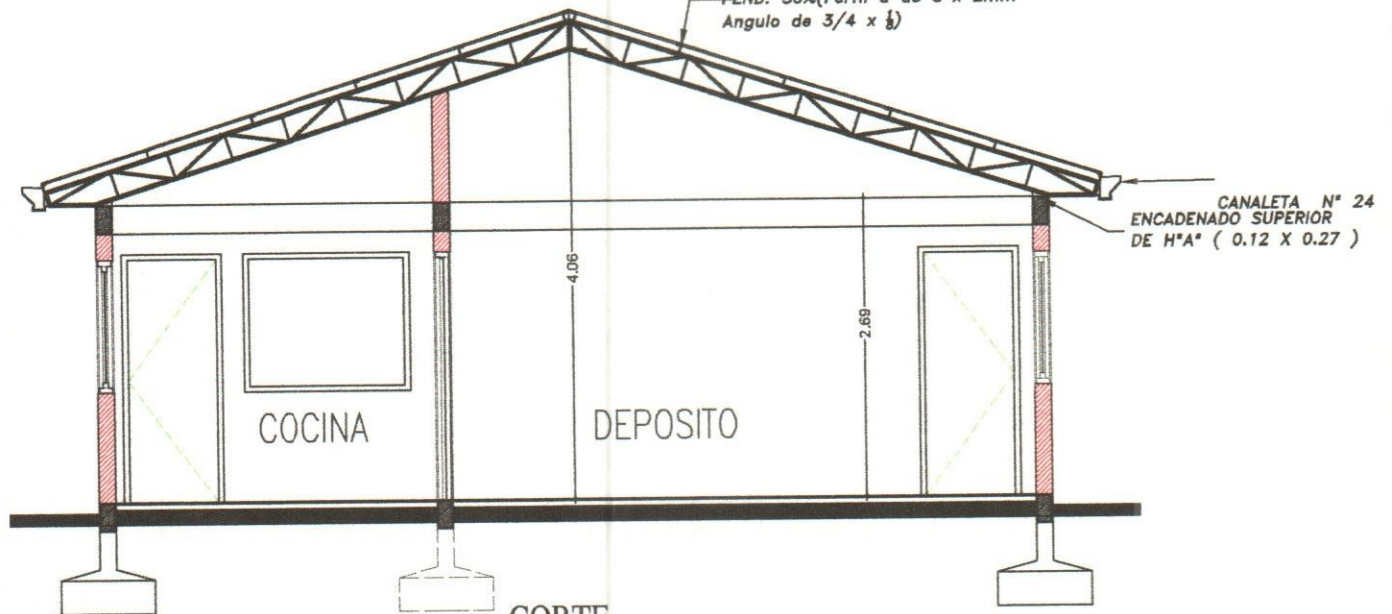 Angulo de 3/4 x 1/8)
CANALETA N° 24
ENCADENADO SUPERIOR
DE H°A° ( 0.12 X 0.27 )
4.06
2.69
COCINA
DEPOSITO
CORTE